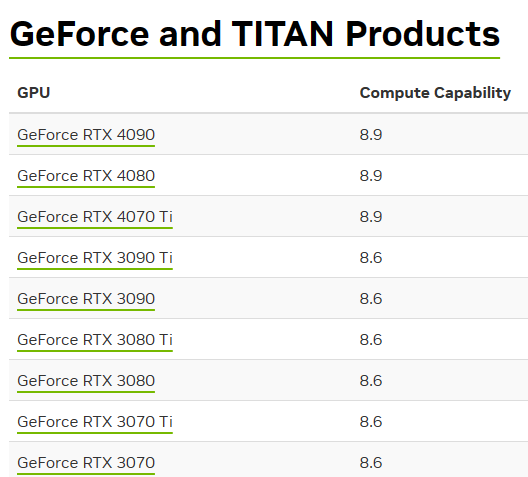 GeForce and TITAN Products
GPU Compute Capability
GeForce RTX 4090 8.9
GeForce RTX 4080 8.9
GeForce RTX 4070 Ti 8.9
GeForce RTX 3090 Ti 8.6
GeForce RTX 3090 8.6
GeForce RTX 3080 Ti 8.6
GeForce RTX 3080 8.6
GeForce RTX 3070 Ti 8.6
GeForce RTX 3070 8.6